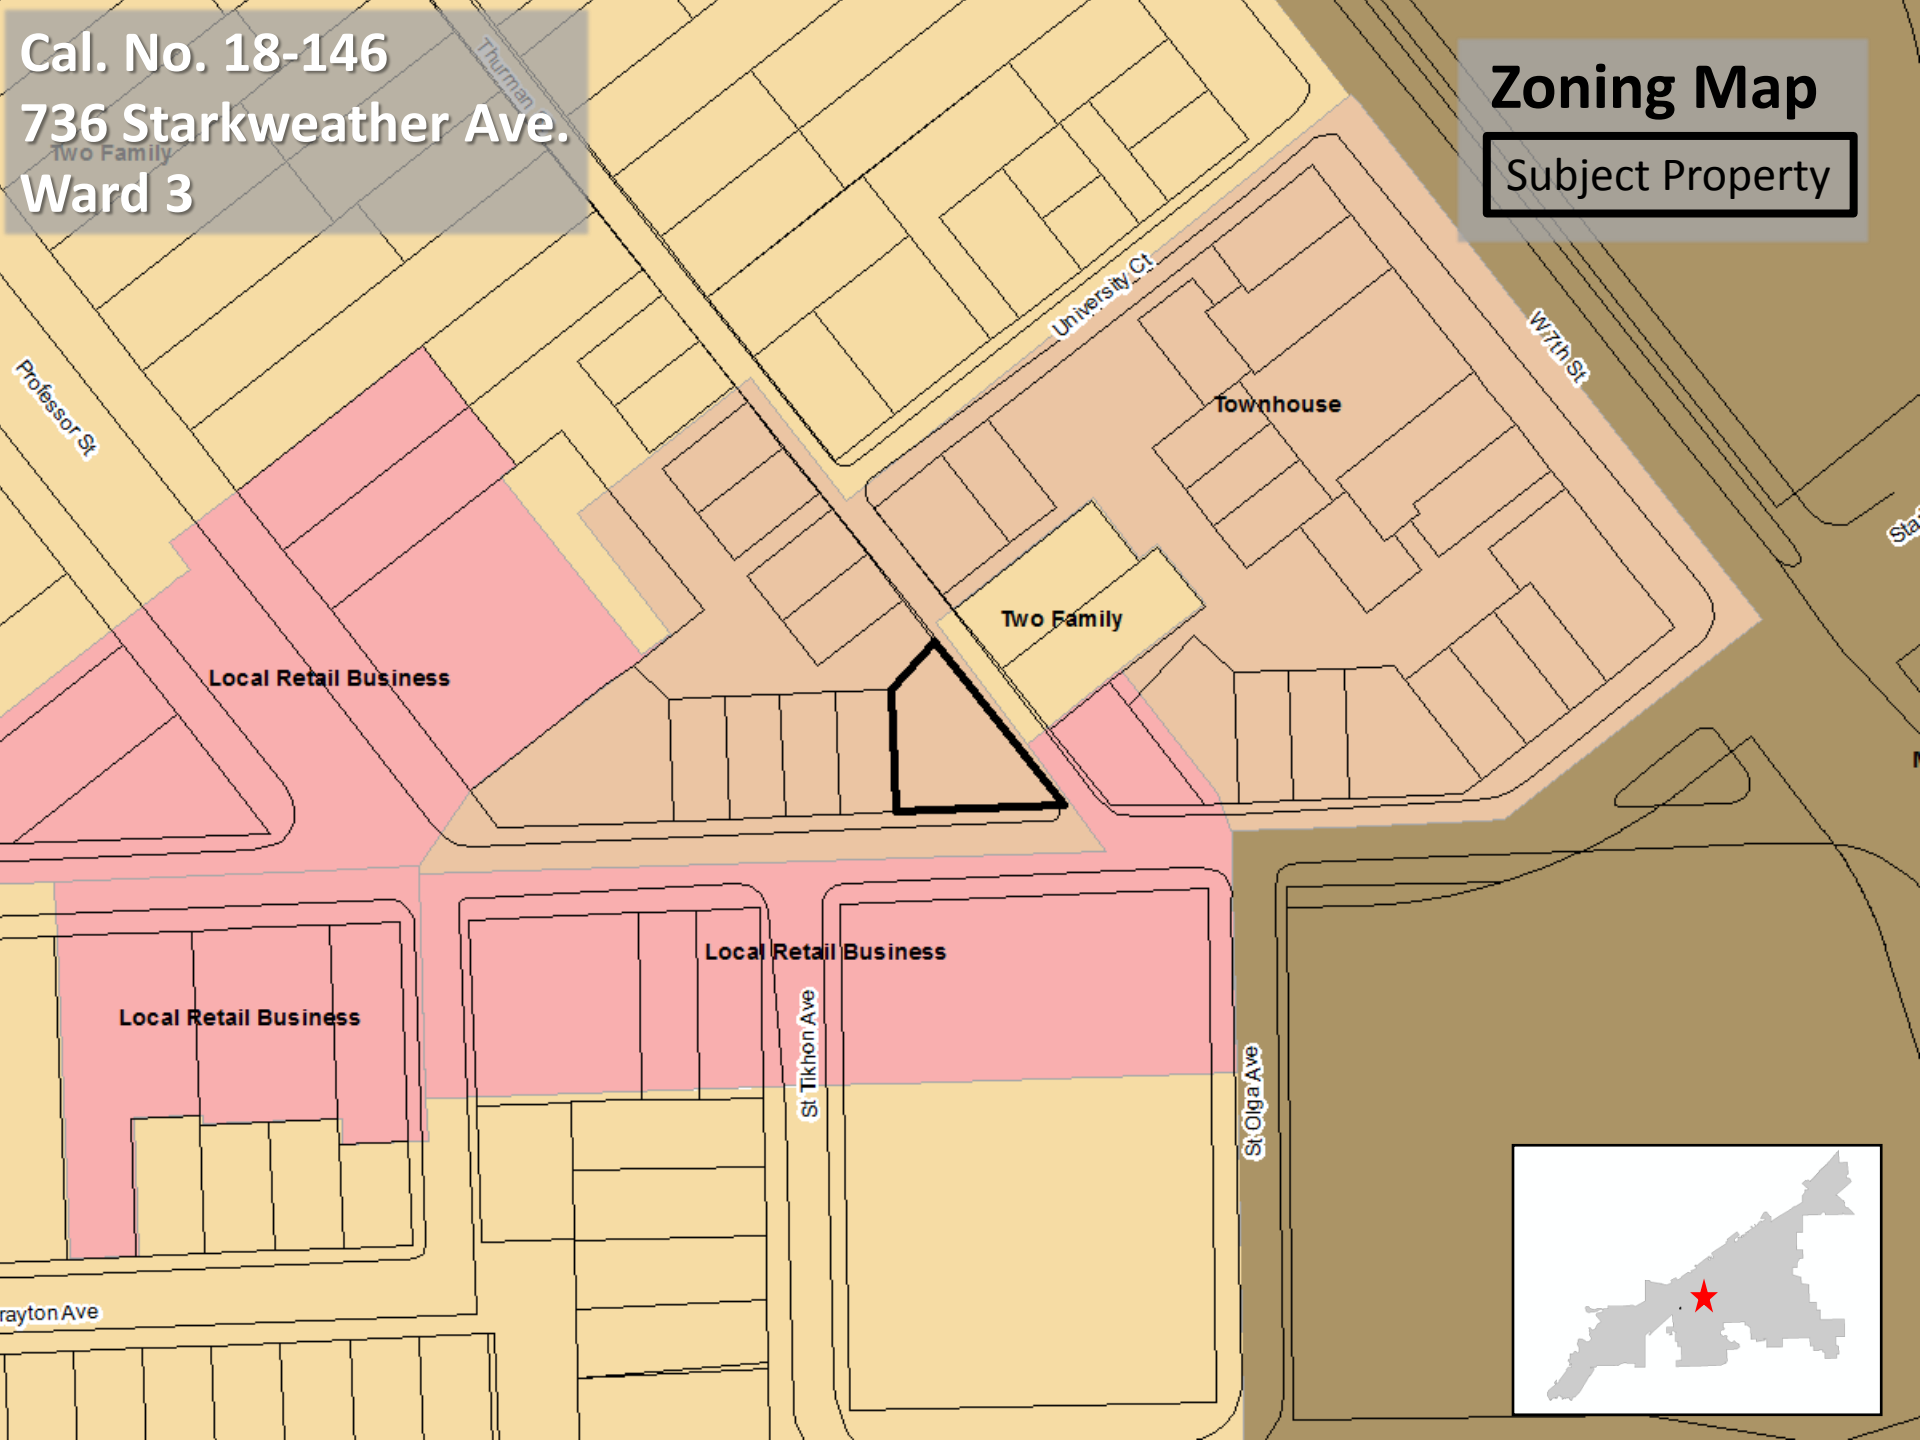 Cal. No. 18-146
736 Starkweather Ave.
Two Family
Ward 3
Thurman
Zoning Map
Subject Property
University Ct
W 7th St
Professor St
Townhouse
Two Family
Local Retail Business
Local Retail Business
Local Retail Business
St Tikhon Ave
St Olga Ave
rayton Ave